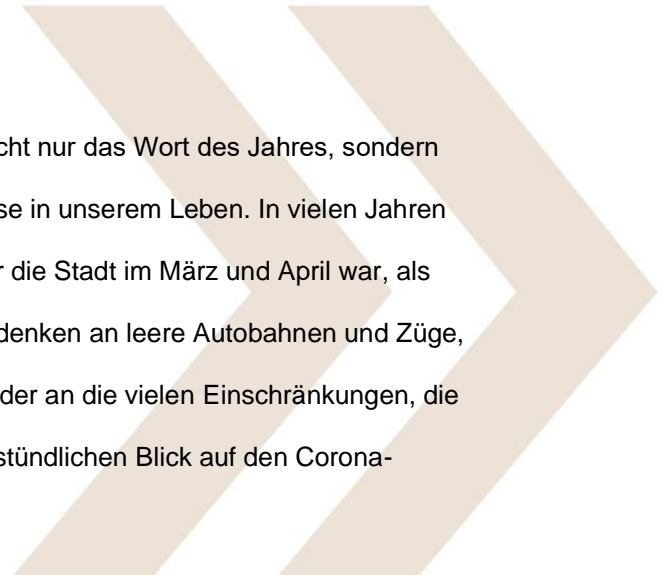 cht nur das Wort des Jahres, sondern
se in unserem Leben. In vielen Jahren
r die Stadt im März und April war, als
denken an leere Autobahnen und Züge,
der an die vielen Einschränkungen, die
stündlichen Blick auf den Corona-